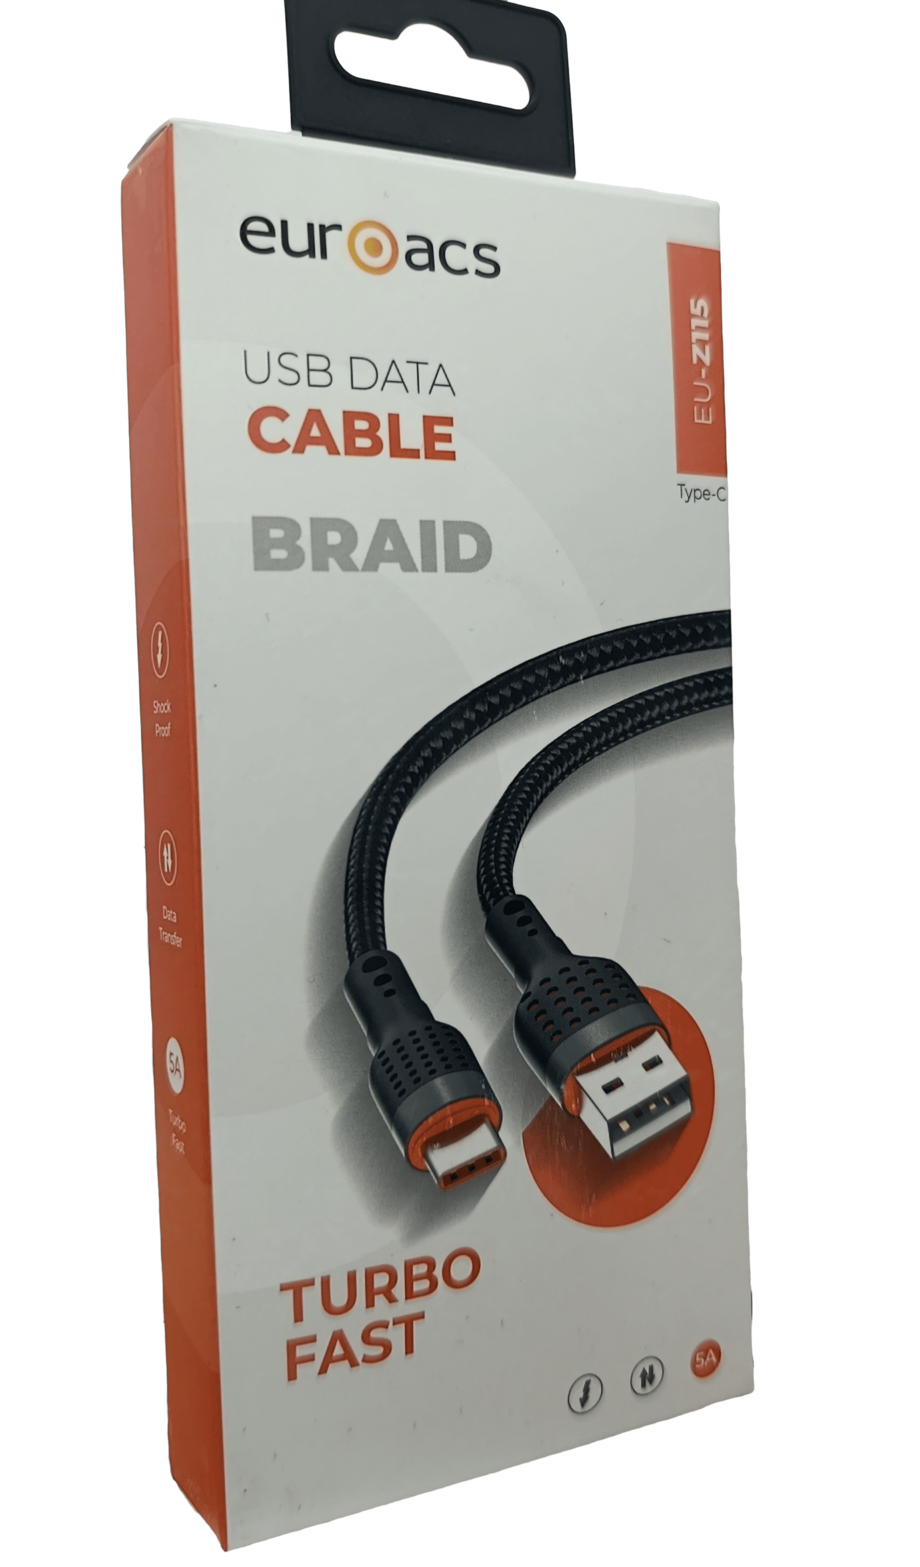 euroacs
USB DATA
CABLE
BRAID
EU-Z115
Type-C
Shock
Proof
Data
Transfer
5A
Turbo
Fast
TURBO
FAST
5A